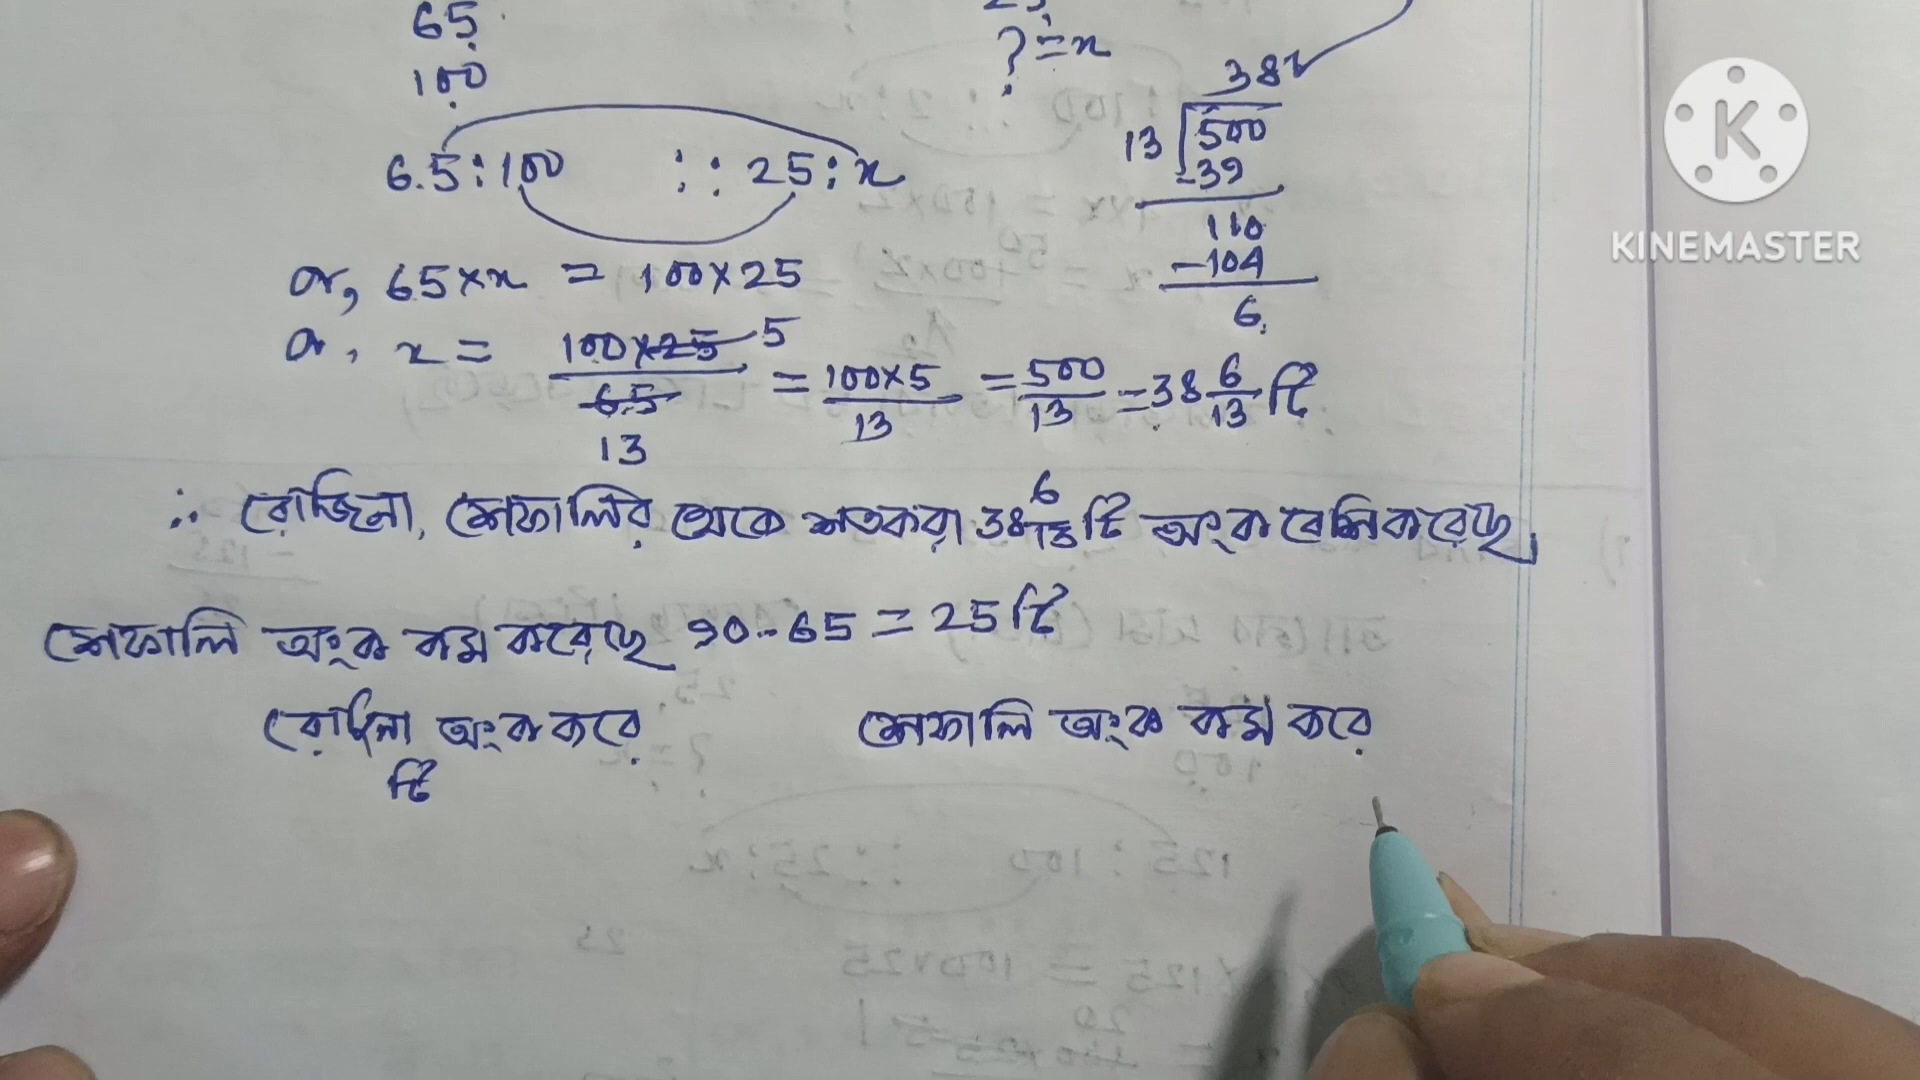 65
? = x
100
38
13 500
-39
6.5 : 100 : : 25 : x
110
-104
6
or, 65 × x = 100 × 25
or, x = 100×25 5 / 65 13 = 100×5 / 13 = 500 / 13 = 38 6/13 টি
∴ রোজিনা, শেফালির থেকে শতকরা 38 6/13 টি অংক বেশি করেছে।
শেফালি অংক কম করেছে 90 - 65 = 25 টি
রোজিনা অংক করে শেফালি অংক কম করে
টি
K
KINEMASTER